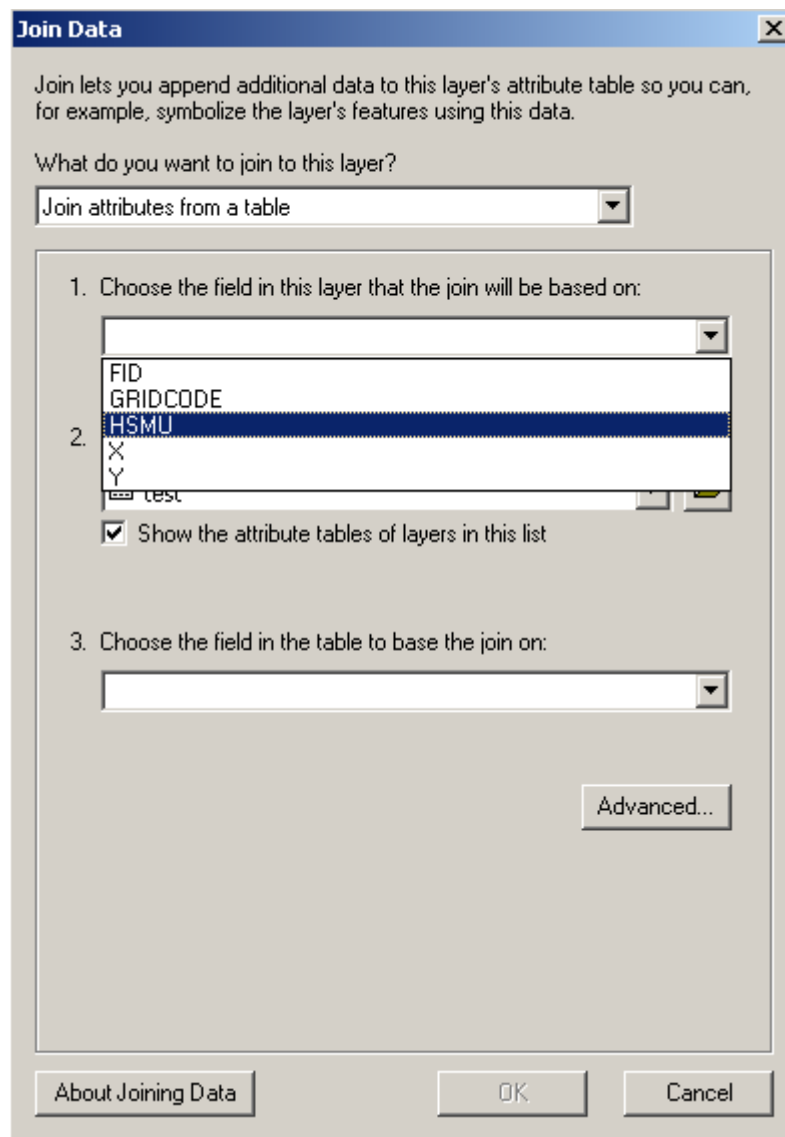 Join Data
Join lets you append additional data to this layer's attribute table so you can,
for example, symbolize the layer's features using this data.
What do you want to join to this layer?
Join attributes from a table
1. Choose the field in this layer that the join will be based on:
FID
GRIDCODE
HSMU
X
Y
2.
test
Show the attribute tables of layers in this list
3. Choose the field in the table to base the join on:
Advanced...
About Joining Data
OK
Cancel